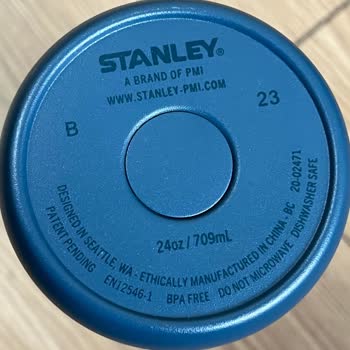 STANLEY®
A BRAND OF PMI
WWW.STANLEY-PMI.COM
B
23
24oz / 709mL
DESIGNED IN SEATTLE, WA - ETHICALLY MANUFACTURED IN CHINA - BC 20-02471
PATENT PENDING EN12546-1 BPA FREE DO NOT MICROWAVE DISHWASHER SAFE